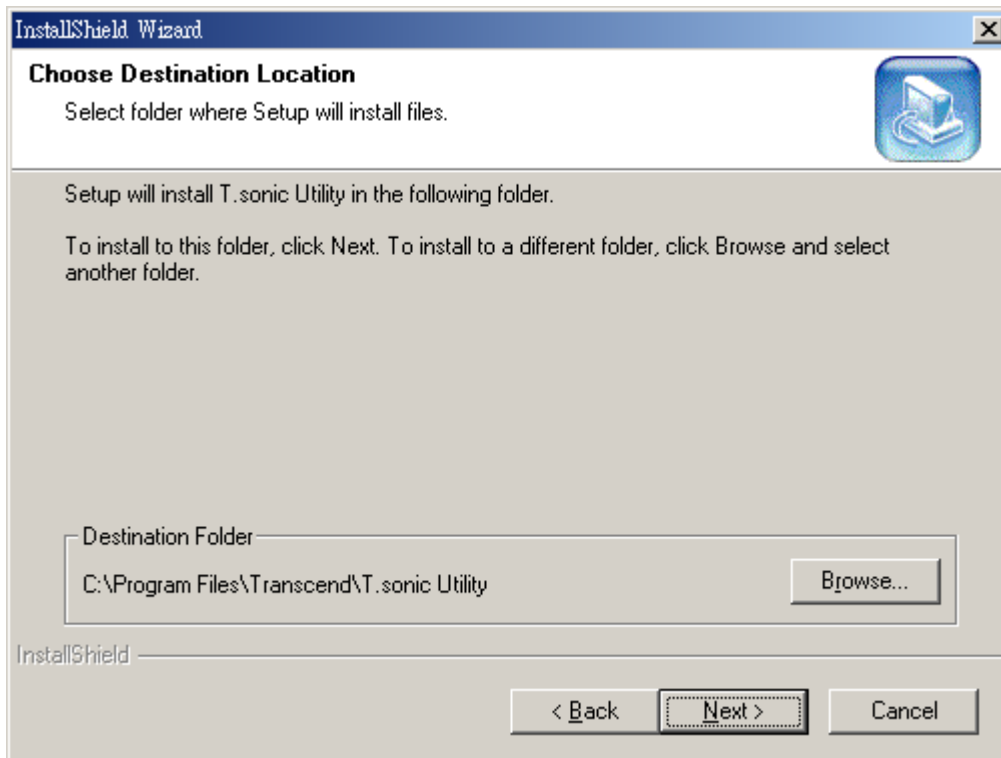 InstallShield Wizard
Choose Destination Location
Select folder where Setup will install files.
Setup will install T.sonic Utility in the following folder.
To install to this folder, click Next. To install to a different folder, click Browse and select
another folder.
Destination Folder
C:\Program Files\Transcend\T.sonic Utility
Browse...
InstallShield
< Back
Next >
Cancel